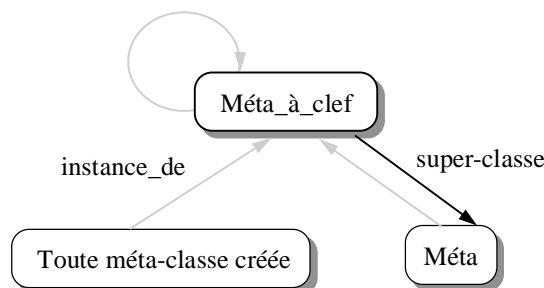 Méta_à_clef
instance_de
super-classe
Toute méta-classe créée
Méta